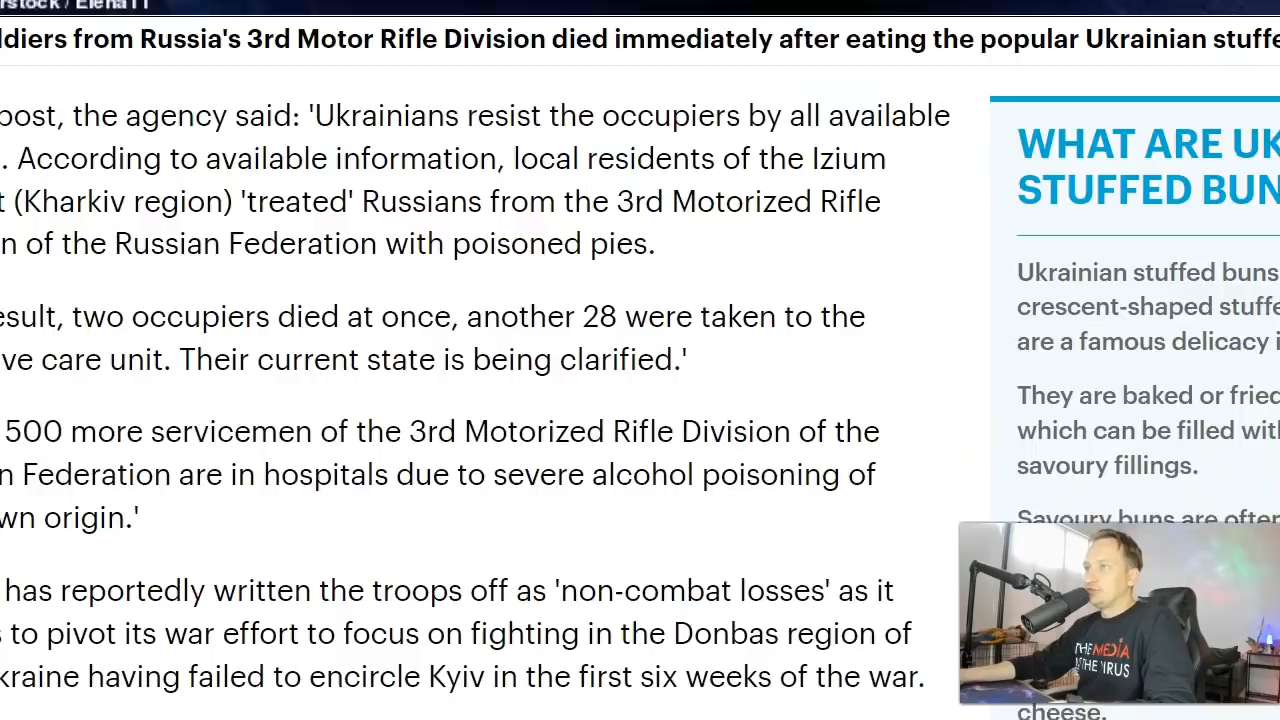 rstock / Elena11
ldiers from Russia's 3rd Motor Rifle Division died immediately after eating the popular Ukrainian stuffe
post, the agency said: 'Ukrainians resist the occupiers by all available
. According to available information, local residents of the Izium
t (Kharkiv region) 'treated' Russians from the 3rd Motorized Rifle
n of the Russian Federation with poisoned pies.
esult, two occupiers died at once, another 28 were taken to the
ve care unit. Their current state is being clarified.'
500 more servicemen of the 3rd Motorized Rifle Division of the
n Federation are in hospitals due to severe alcohol poisoning of
wn origin.'
has reportedly written the troops off as 'non-combat losses' as it
s to pivot its war effort to focus on fighting in the Donbas region of
kraine having failed to encircle Kyiv in the first six weeks of the war.
WHAT ARE UK
STUFFED BUN
Ukrainian stuffed buns
crescent-shaped stuffe
are a famous delicacy i
They are baked or fried
which can be filled with
savoury fillings.
Savoury buns are often
cheese.
THE MEDIA
IS THE VIRUS